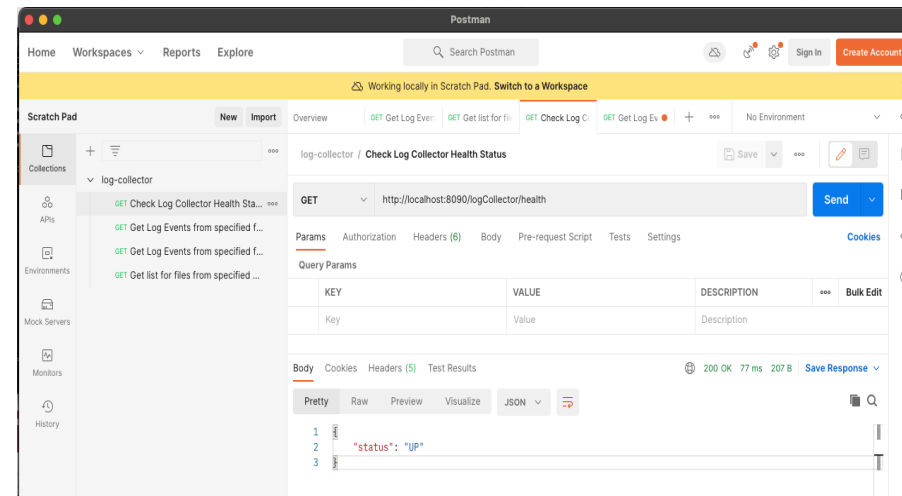 Postman
Home Workspaces Reports Explore Search Postman Sign In Create Account
Working locally in Scratch Pad. Switch to a Workspace
Scratch Pad New Import Overview GET Get Log Even GET Get list for file GET Check Log Co GET Get Log Ev No Environment
Collections
APIs
Environments
Mock Servers
Monitors
History
log-collector
GET Check Log Collector Health Sta...
GET Get Log Events from specified f...
GET Get Log Events from specified f...
GET Get list for files from specified ...
log-collector / Check Log Collector Health Status Save
GET http://localhost:8090/logCollector/health Send
Params Authorization Headers (6) Body Pre-request Script Tests Settings Cookies
Query Params
KEY VALUE DESCRIPTION Bulk Edit
Key Value Description
Body Cookies Headers (5) Test Results 200 OK 77 ms 207 B Save Response
Pretty Raw Preview Visualize JSON
1 {
2 "status": "UP"
3 }